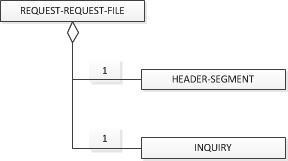 REQUEST-REQUEST-FILE
1
HEADER-SEGMENT
1
INQUIRY